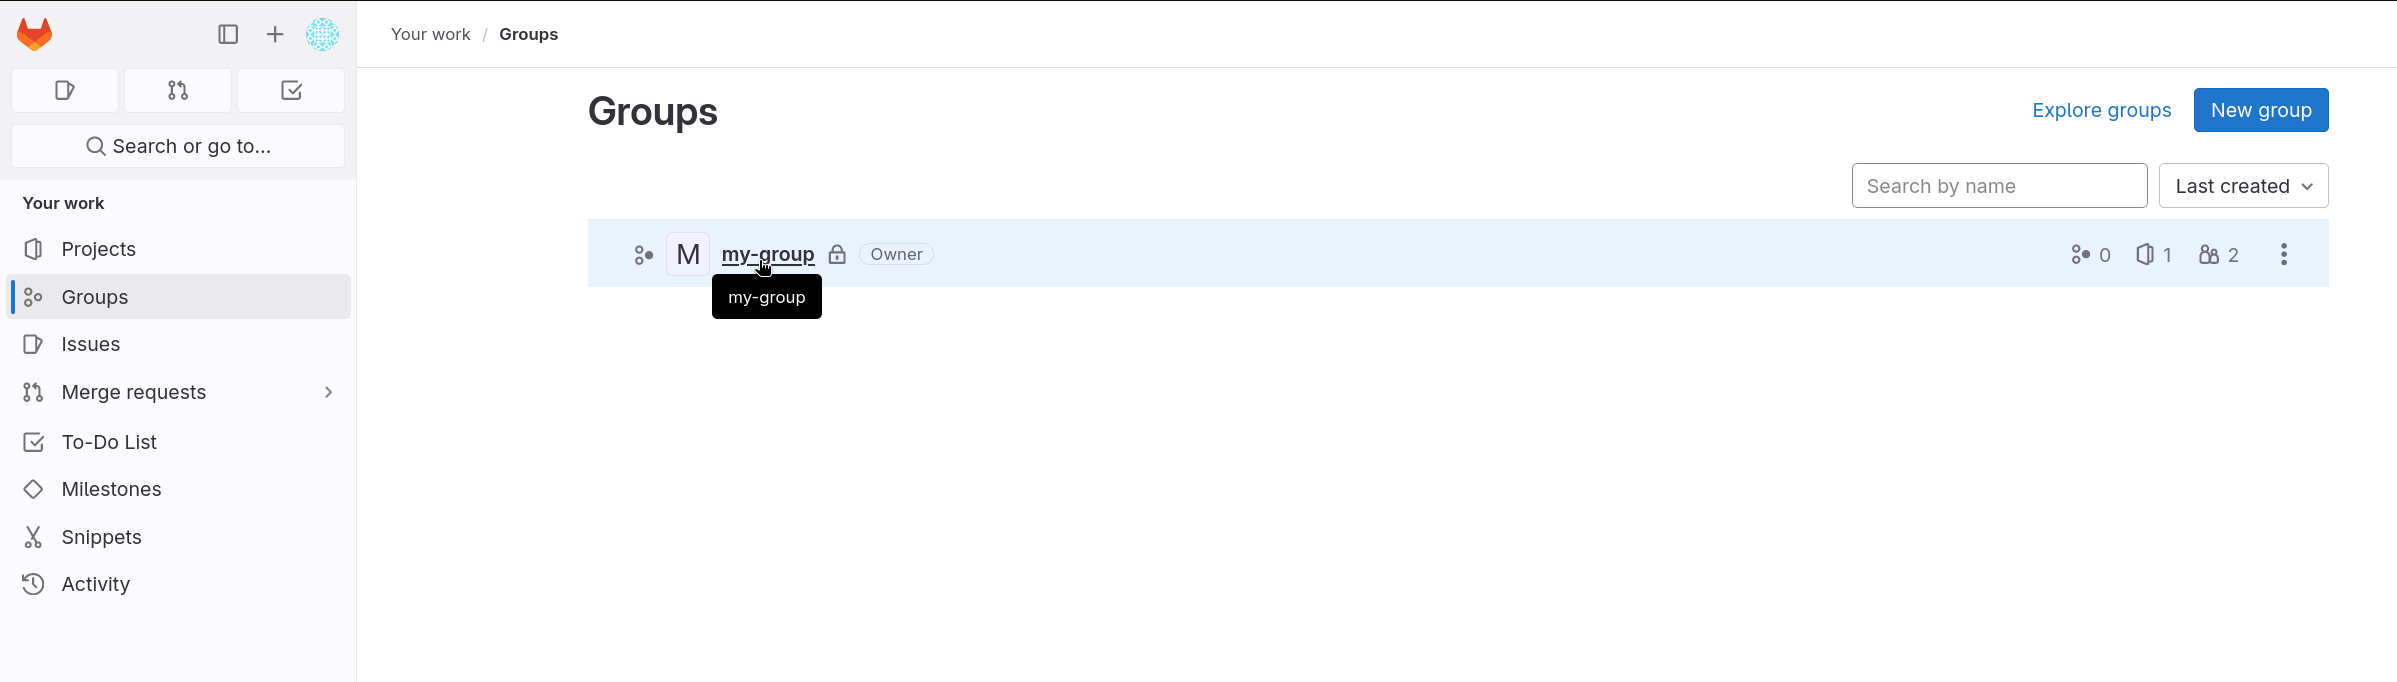 Your work / Groups
Search or go to...
Your work
Projects
Groups
Issues
Merge requests
To-Do List
Milestones
Snippets
Activity
Groups
Explore groups
New group
Search by name
Last created
M my-group Owner 0 1 2
my-group